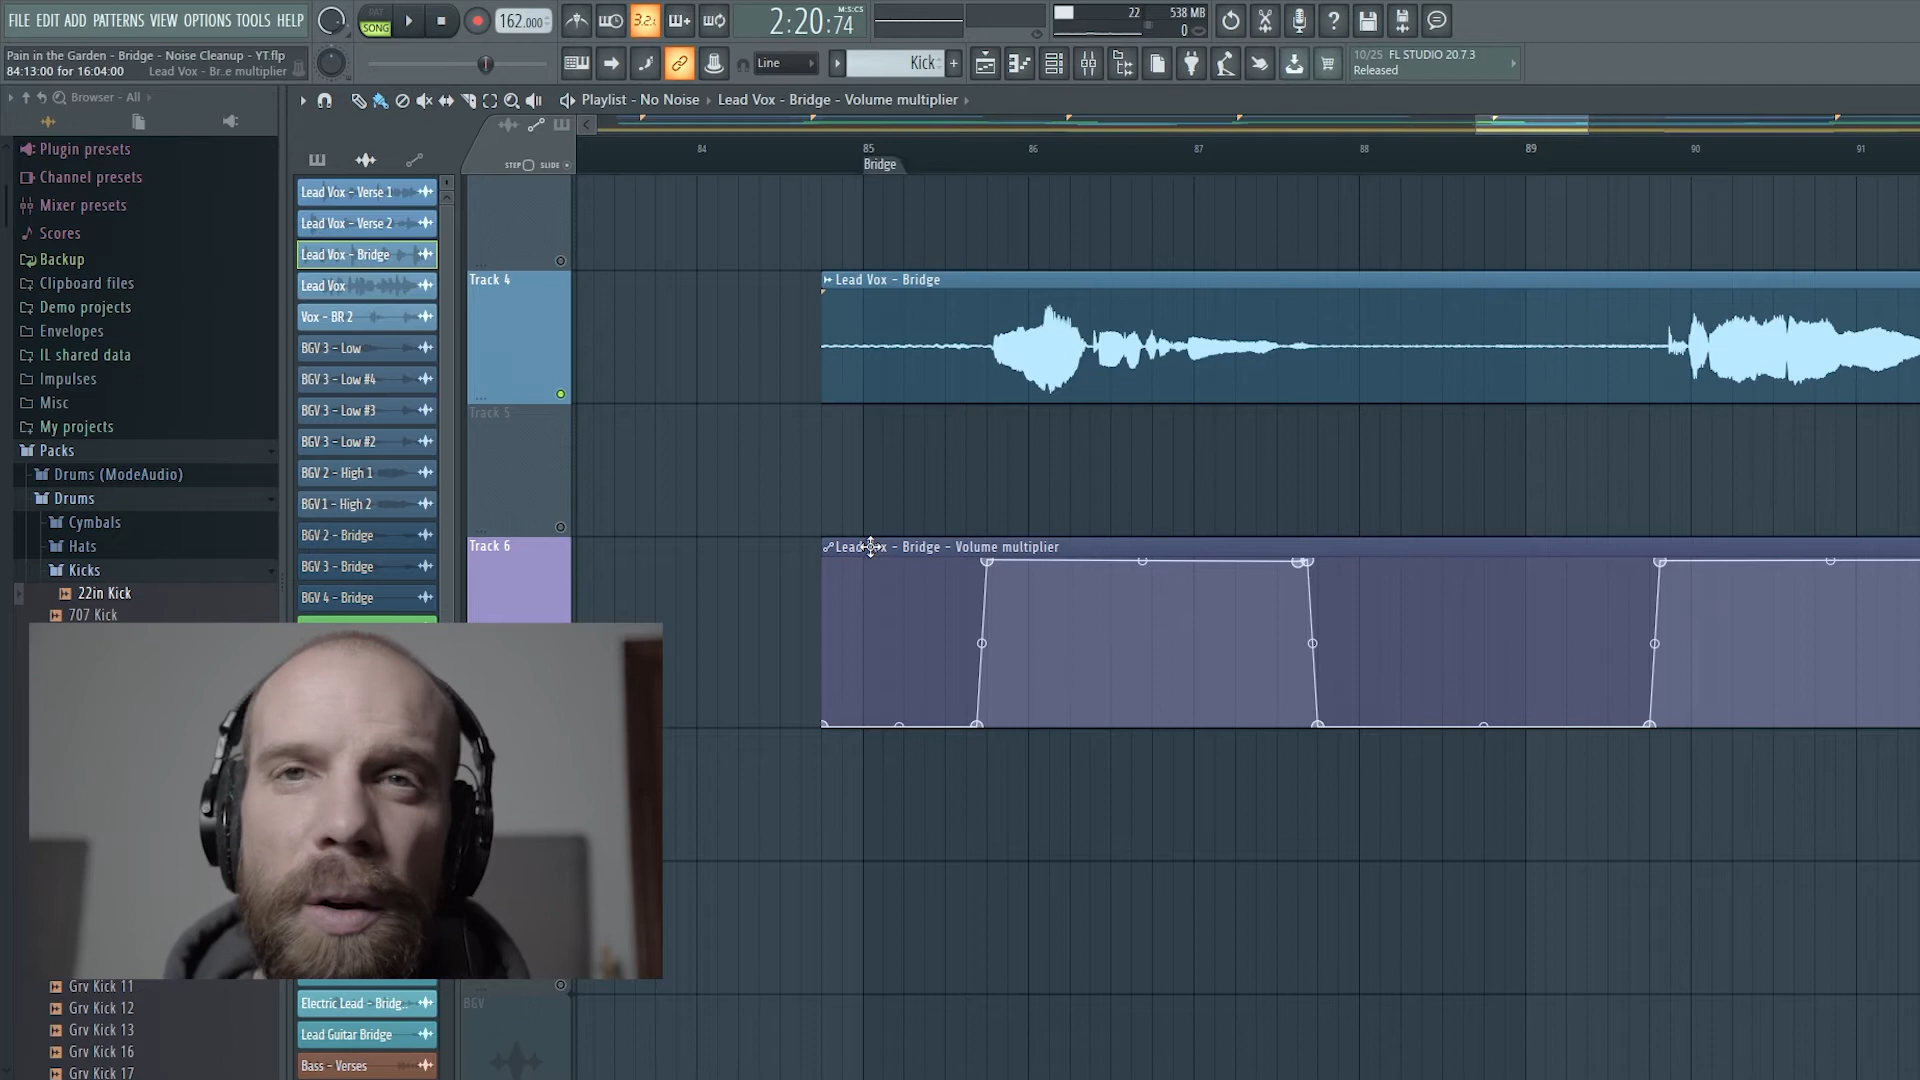 FILE EDIT ADD PATTERNS VIEW OPTIONS TOOLS HELP
PAT
SONG
162.000
3.2.
2:20:74
M:S:CS
22
538 MB
0
Pain in the Garden - Bridge - Noise Cleanup - YT.flp
84:13:00 for 16:04:00
Lead Vox - Br..e multiplier
Line
Kick
10/25 FL STUDIO 20.7.3
Released
Browser - All
Playlist - No Noise
Lead Vox - Bridge - Volume multiplier
STEP
SLIDE
84
85
86
87
88
89
90
91
Bridge
Plugin presets
Channel presets
Mixer presets
Scores
Backup
Clipboard files
Demo projects
Envelopes
IL shared data
Impulses
Misc
My projects
Packs
Drums (ModeAudio)
Drums
Cymbals
Hats
Kicks
22in Kick
707 Kick
Grv Kick 11
Grv Kick 12
Grv Kick 13
Grv Kick 16
Grv Kick 17
Lead Vox - Verse 1
Lead Vox - Verse 2
Lead Vox - Bridge
Lead Vox
Vox - BR 2
BGV 3 - Low
BGV 3 - Low #4
BGV 3 - Low #3
BGV 3 - Low #2
BGV 2 - High 1
BGV 1 - High 2
BGV 2 - Bridge
BGV 3 - Bridge
BGV 4 - Bridge
Electric Lead - Bridg..
Lead Guitar Bridge
Bass - Verses
Track 4
Track 5
Track 6
BGV
Lead Vox - Bridge
Lead Vox - Bridge - Volume multiplier